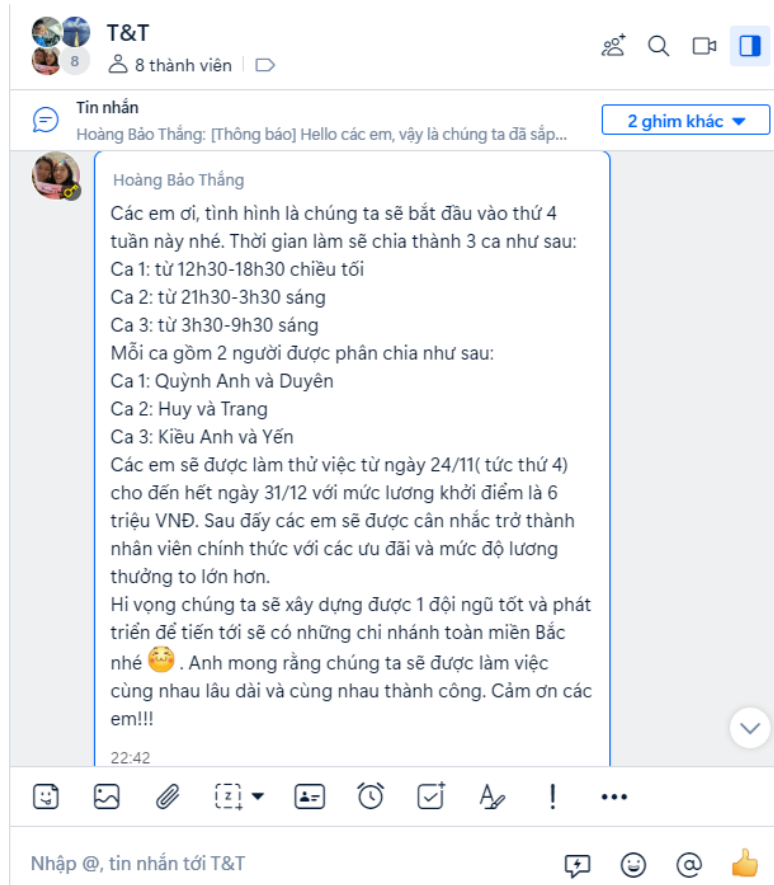 T&T
8
8 thành viên
Tin nhắn
Hoàng Bảo Thắng: [Thông báo] Hello các em, vậy là chúng ta đã sắp...
2 ghim khác
Hoàng Bảo Thắng
Các em ơi, tình hình là chúng ta sẽ bắt đầu vào thứ 4
tuần này nhé. Thời gian làm sẽ chia thành 3 ca như sau:
Ca 1: từ 12h30-18h30 chiều tối
Ca 2: từ 21h30-3h30 sáng
Ca 3: từ 3h30-9h30 sáng
Mỗi ca gồm 2 người được phân chia như sau:
Ca 1: Quỳnh Anh và Duyên
Ca 2: Huy và Trang
Ca 3: Kiều Anh và Yến
Các em sẽ được làm thử việc từ ngày 24/11( tức thứ 4)
cho đến hết ngày 31/12 với mức lương khởi điểm là 6
triệu VNĐ. Sau đấy các em sẽ được cân nhắc trở thành
nhân viên chính thức với các ưu đãi và mức độ lương
thưởng to lớn hơn.
Hi vọng chúng ta sẽ xây dựng được 1 đội ngũ tốt và phát
triển để tiến tới sẽ có những chi nhánh toàn miền Bắc
nhé 😊 . Anh mong rằng chúng ta sẽ được làm việc
cùng nhau lâu dài và cùng nhau thành công. Cảm ơn các
em!!!
22:42
Nhập @, tin nhắn tới T&T